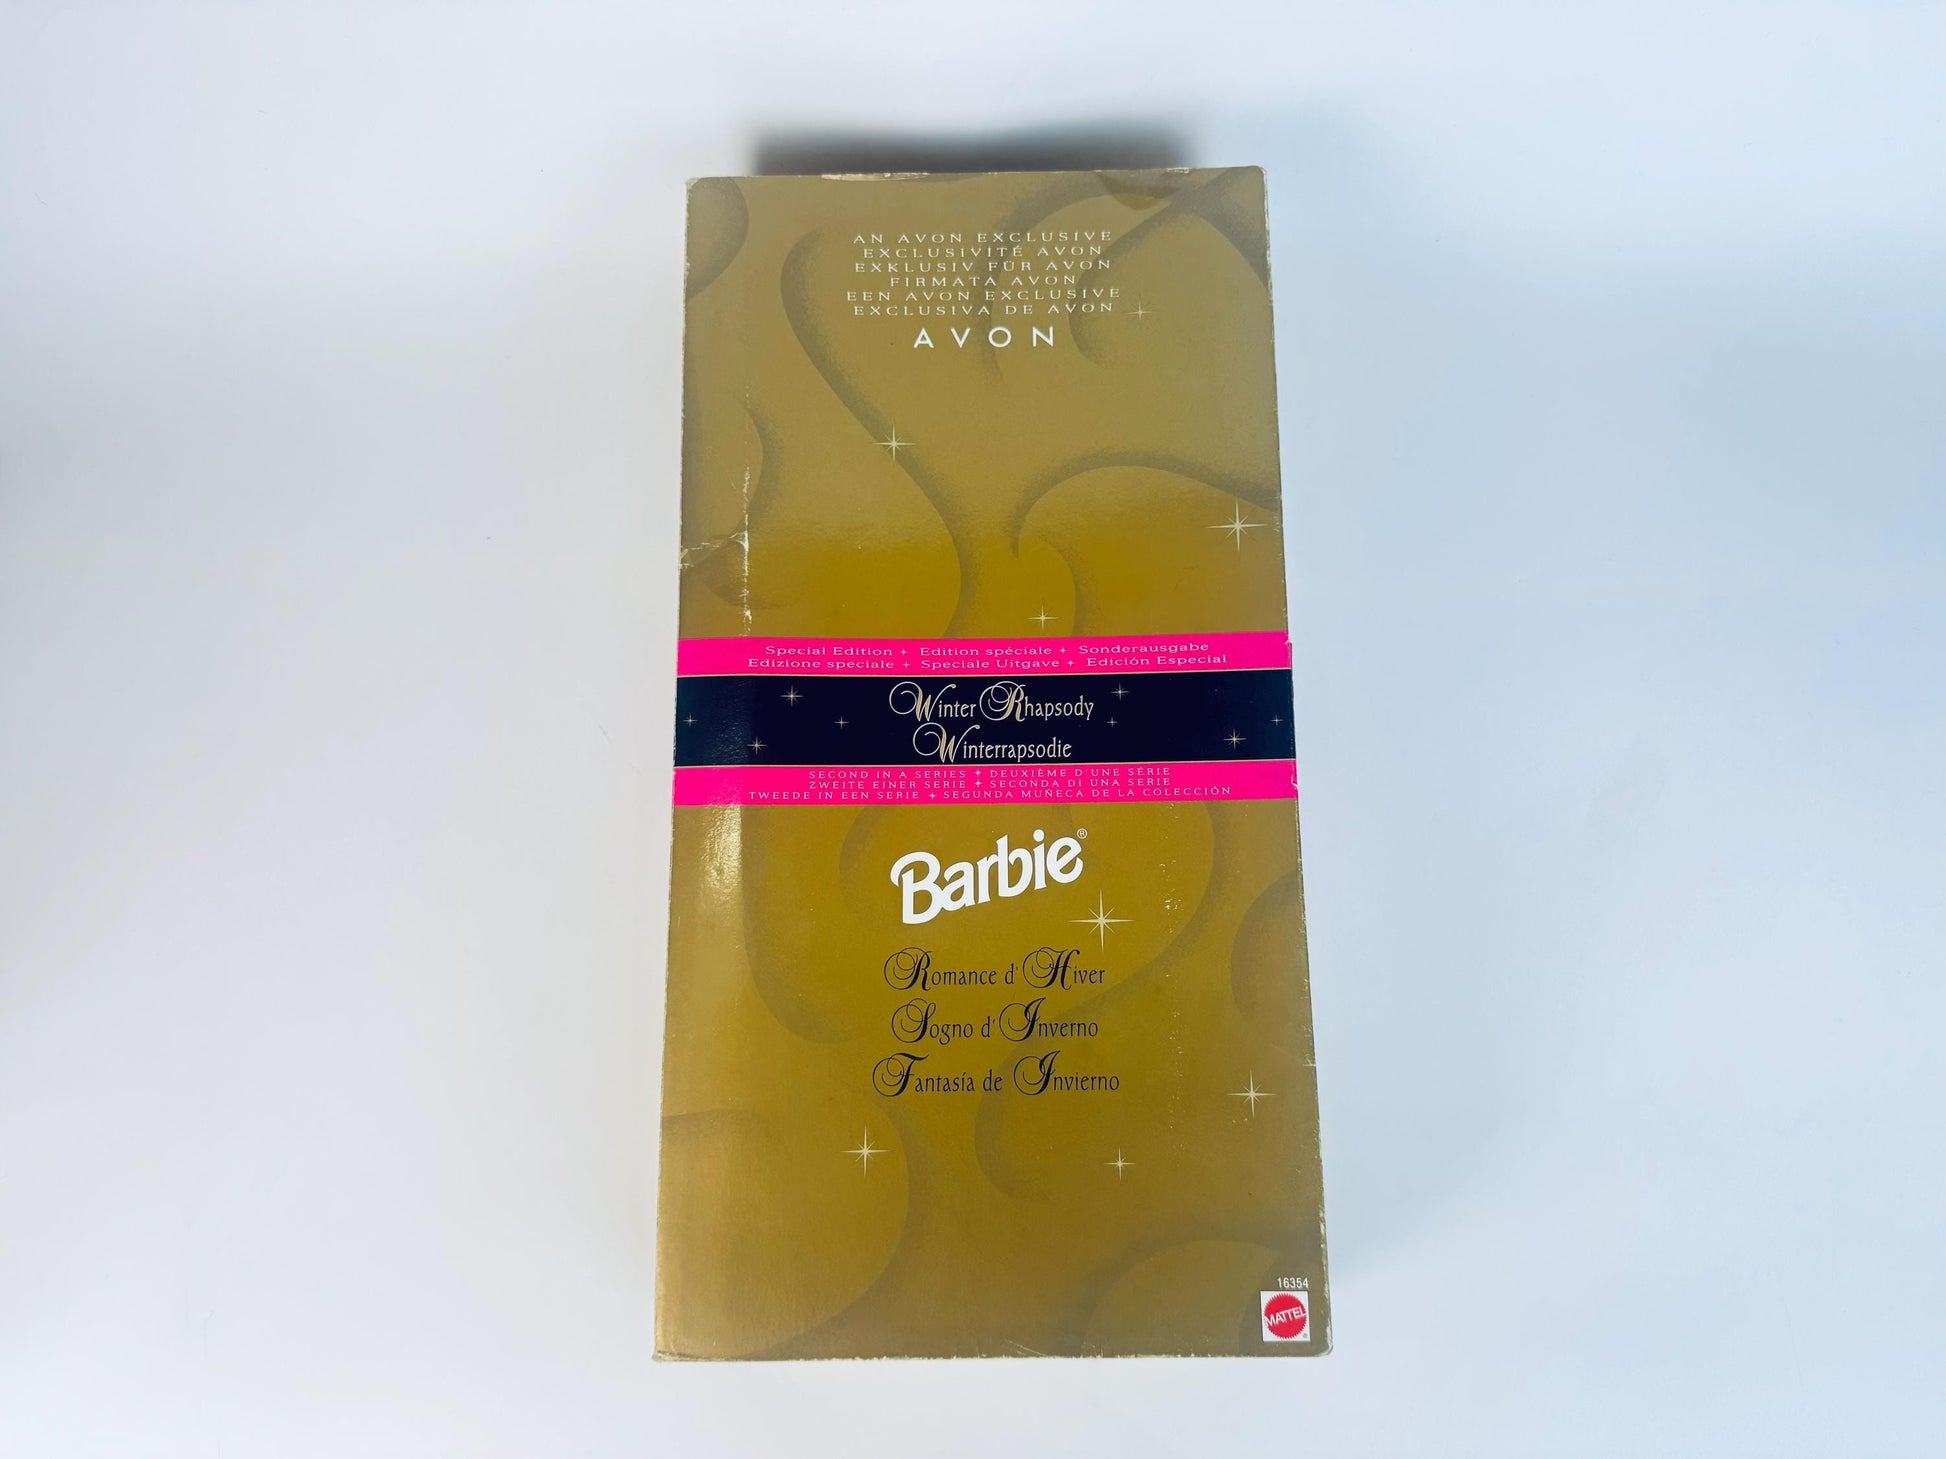 AN AVON EXCLUSIVE
EXCLUSIVITÉ AVON
EXKLUSIV FÜR AVON
FIRMATA AVON
EEN AVON EXCLUSIVE
EXCLUSIVA DE AVON
AVON
Special Edition + Edition spéciale + Sonderausgabe
Edizione speciale + Speciale Uitgave + Edición Especial
Winter Rhapsody
Winterrapsodie
SECOND IN A SERIES + DEUXIÈME D'UNE SÉRIE
ZWEITE EINER SERIE + SECONDA DI UNA SERIE
TWEEDE IN EEN SERIE + SEGUNDA MUÑECA DE LA COLECCIÓN
Barbie®
Romance d'Hiver
Sogno d'Inverno
Fantasía de Invierno
16354
MATTEL®